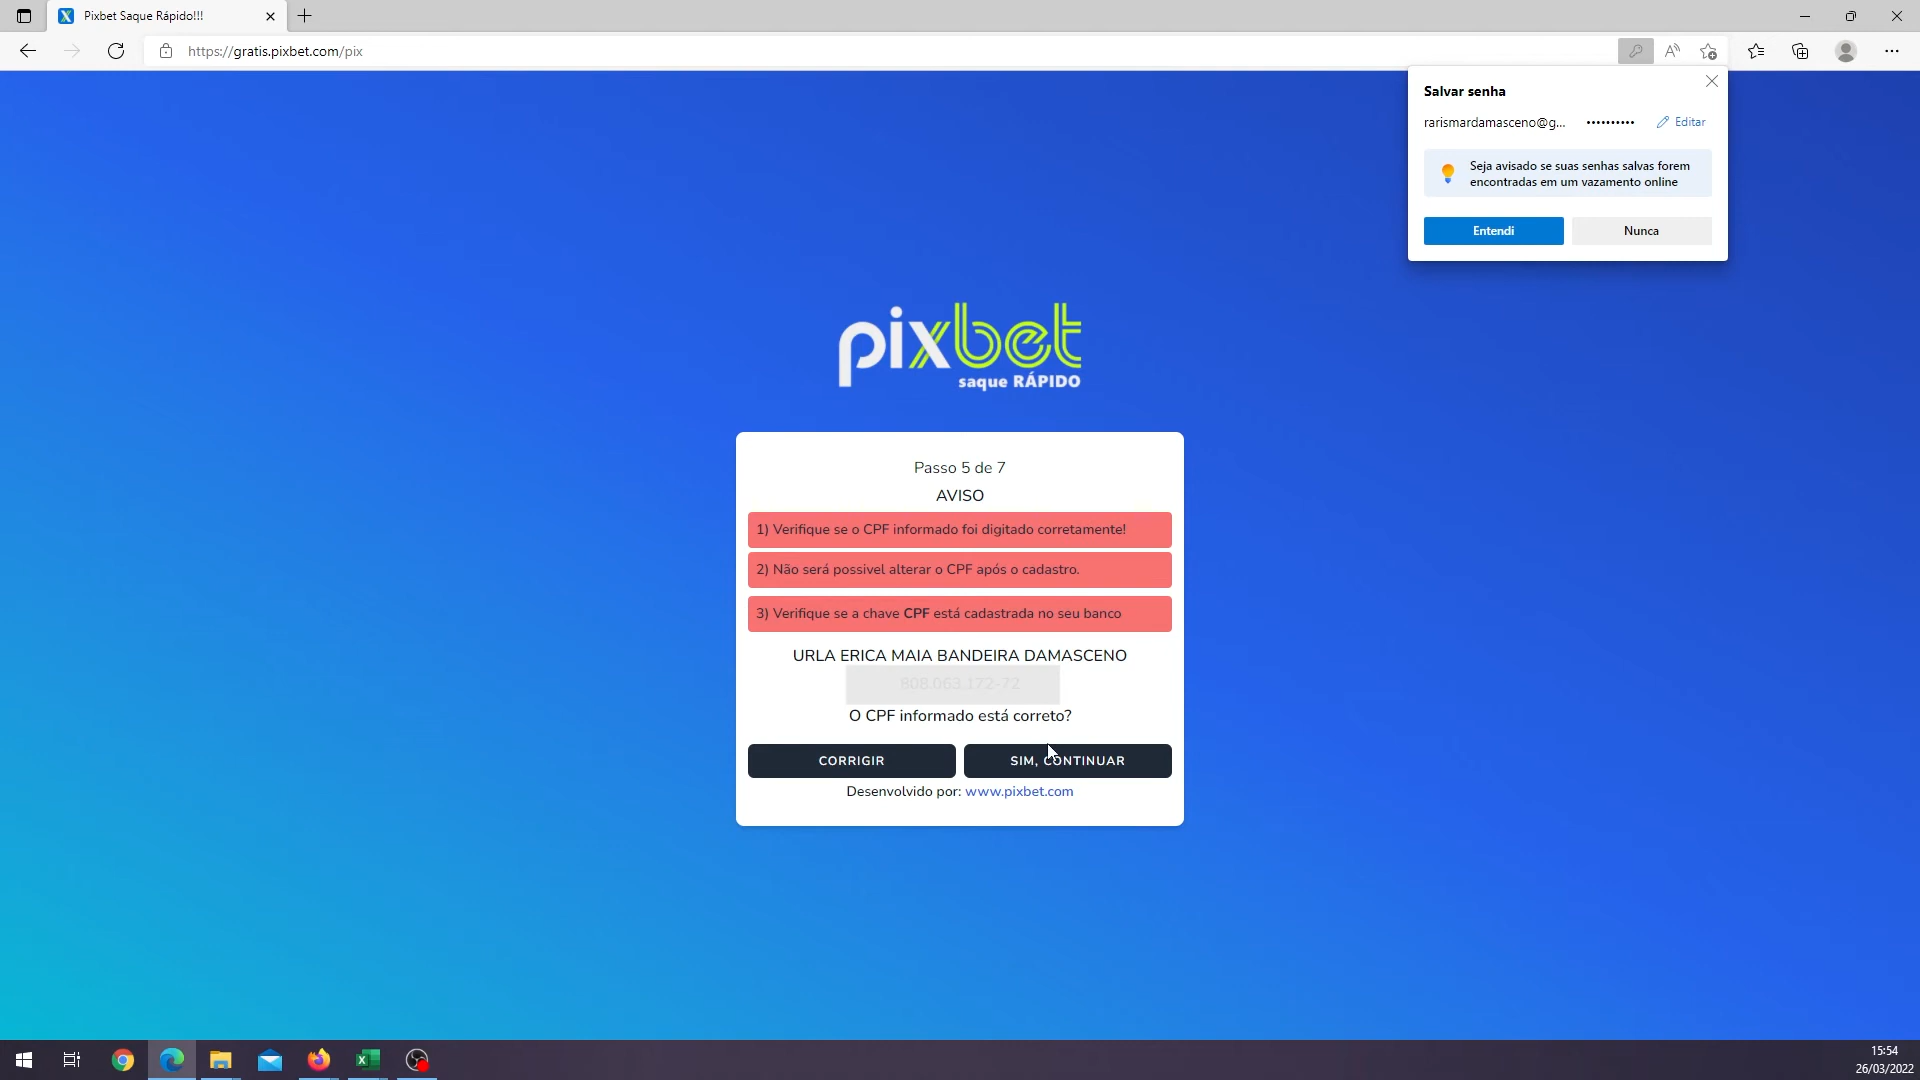 Pixbet Saque Rápido!!!
https://gratis.pixbet.com/pix
Salvar senha
rarismardamasceno@g... •••••••••• Editar
Seja avisado se suas senhas salvas forem
encontradas em um vazamento online
Entendi Nunca
pixbet
saque RÁPIDO
Passo 5 de 7
AVISO
1) Verifique se o CPF informado foi digitado corretamente!
2) Não será possivel alterar o CPF após o cadastro.
3) Verifique se a chave CPF está cadastrada no seu banco
URLA ERICA MAIA BANDEIRA DAMASCENO
O CPF informado está correto?
CORRIGIR SIM, CONTINUAR
Desenvolvido por: www.pixbet.com
15:54
26/03/2022